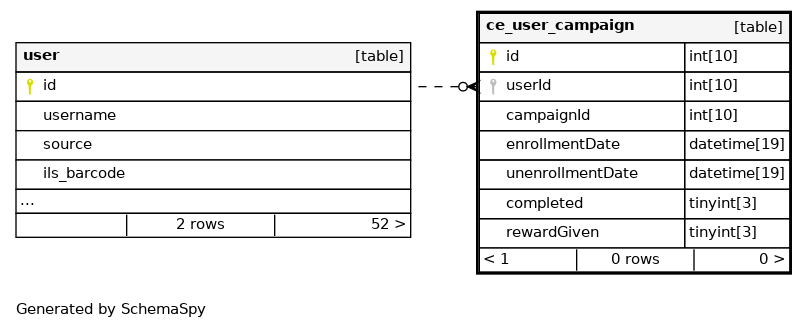 user [table]
id
username
source
ils_barcode
...
2 rows 52 >
ce_user_campaign [table]
id int[10]
userId int[10]
campaignId int[10]
enrollmentDate datetime[19]
unenrollmentDate datetime[19]
completed tinyint[3]
rewardGiven tinyint[3]
< 1 0 rows 0 >
Generated by SchemaSpy